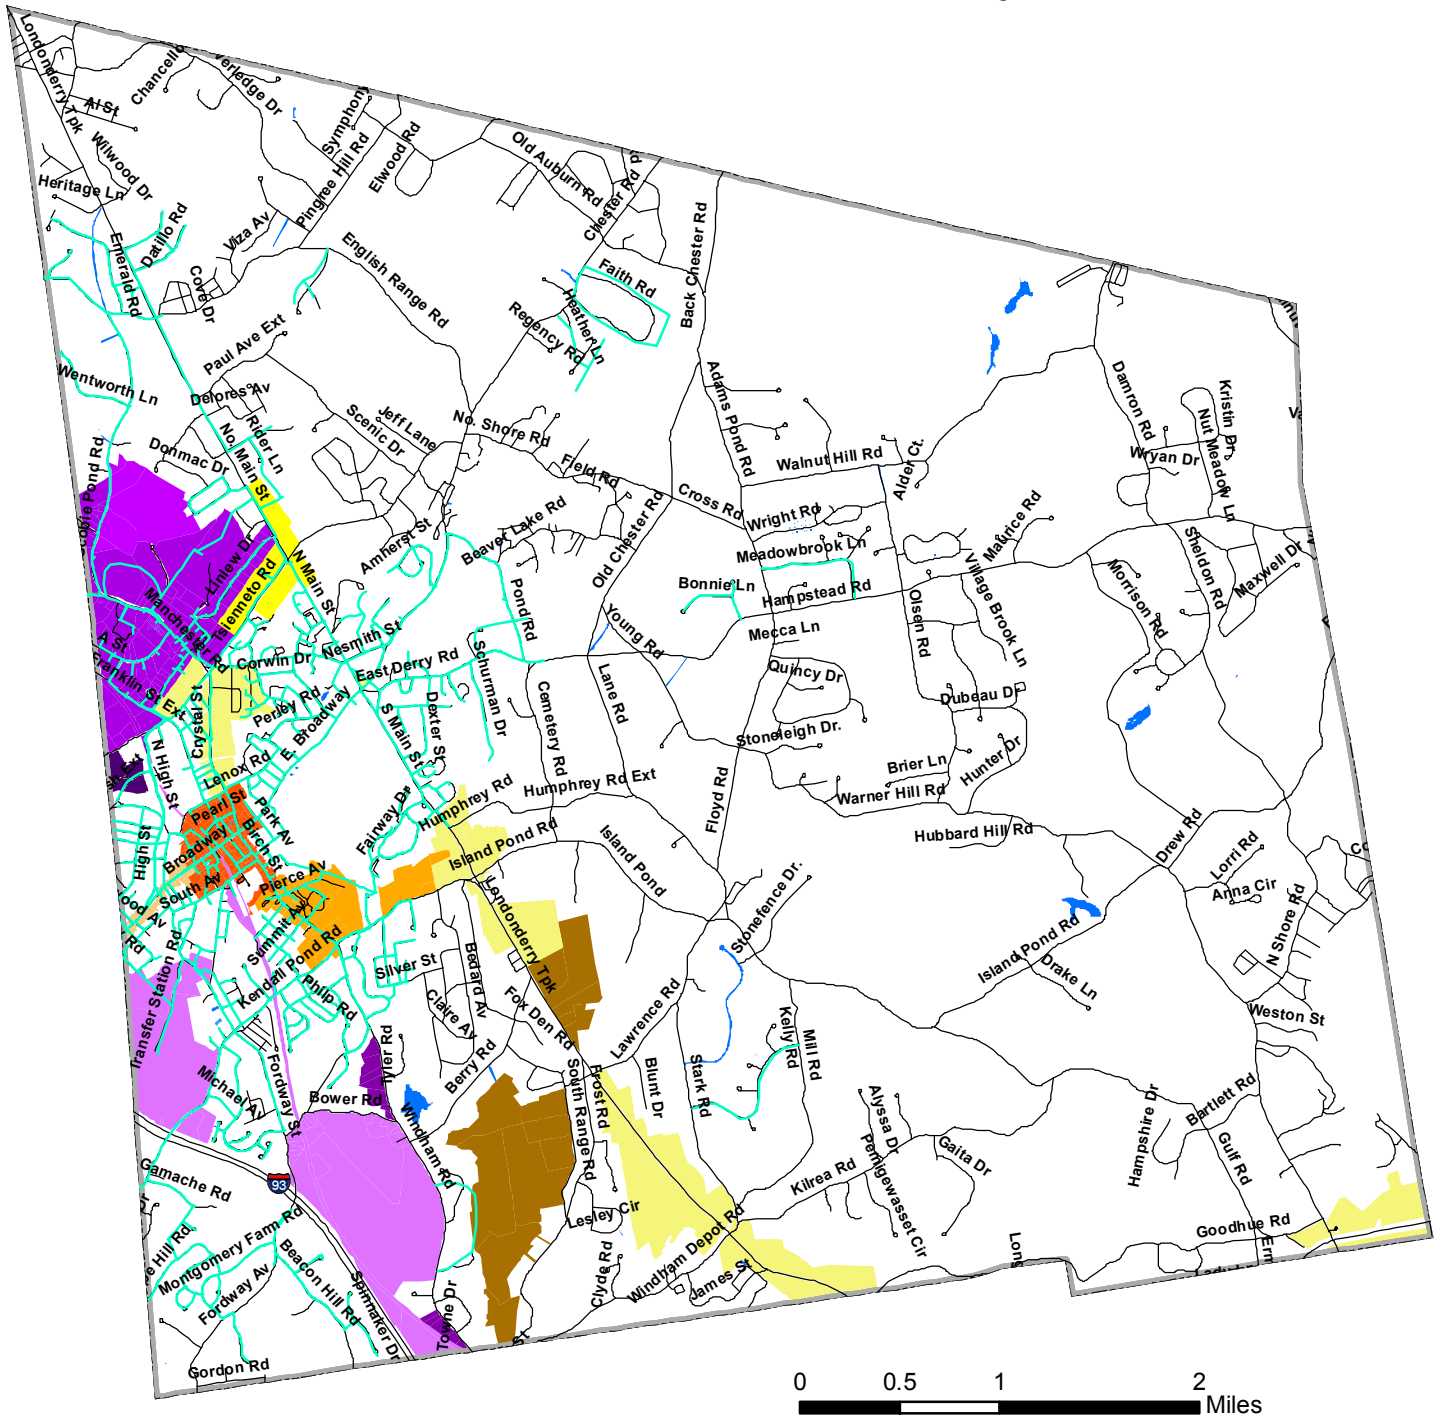 Londonderry Tpk
Al St
Wilwood Dr
Heritage Ln
Symphony
Pingree Hill Rd
Elwood Rd
Old Auburn Rd
Chester Rd
Back Chester Rd
Datillo Rd
Viza Av
Emerald Rd
Cove Dr
English Range Rd
Faith Rd
Heather Ln
Regency Rd
Paul Ave Ext
Wentworth Ln
Delores Av
Rider Ln
No. Main St
Donmac Dr
Scenic Dr
Jeff Lane
No. Shore Rd
Field Rd
Cross Rd
Adams Pond Rd
Walnut Hill Rd
Alder Ct.
Damron Rd
Kristin Dr
Nut Meadow Ln
Wryan Dr
Wright Rd
Meadowbrook Ln
Bonnie Ln
Hampstead Rd
Mecca Ln
Maurice Rd
Village Brook Ln
Olsen Rd
Morrison Rd
Sheldon Rd
Maxwell Dr
Amherst St
Beaver Lake Rd
Old Chester Rd
Pond Rd
Young Rd
Linlew Dr
Tsienneto Rd
N Main St
Manchester Rd
A St
Franklin St Ext
Corwin Dr
Nesmith St
East Derry Rd
Schurman Dr
Crystal St
Perley Rd
E. Broadway
S Main St
Dexter St
Cemetery Rd
Lane Rd
Quincy Dr
Stoneleigh Dr.
Dubeau Dr
Brier Ln
Hunter Dr
Warner Hill Rd
Hubbard Hill Rd
Floyd Rd
N High St
Lenox Rd
Pearl St
Park Av
Broadway
Birch St
High St
South Av
Pierce Av
Fairway Dr
Humphrey Rd
Humphrey Rd Ext
Island Pond Rd
Island Pond
Drew Rd
Lorri Rd
Anna Cir
N Shore Rd
Stonefence Dr.
Island Pond Rd
Drake Ln
Weston St
Londonderry Tpk
Summit Av
Kendall Pond Rd
Silver St
Bedard Av
Claire Av
Fox Den Rd
Philp Rd
Transfer Station Rd
Lawrence Rd
Kelly Rd
Mill Rd
Stark Rd
Blunt Dr
Frost Rd
South Range Rd
Tyler Rd
Berry Rd
Michael Av
Fordway St
Bower Rd
Windham Rd
93
Gamache Rd
Montgomery Farm Rd
Fordway Av
Beacon Hill Rd
Spinnaker Dr
Towne Dr
Gordon Rd
Lesley Cir
Clyde Rd
Windham Depot Rd
James St
Kilrea Rd
Alyssa Dr
Pemigewasset Cir
Gaita Dr
Hampshire Dr
Bartlett Rd
Gulf Rd
Goodhue Rd
0 0.5 1 2
Miles